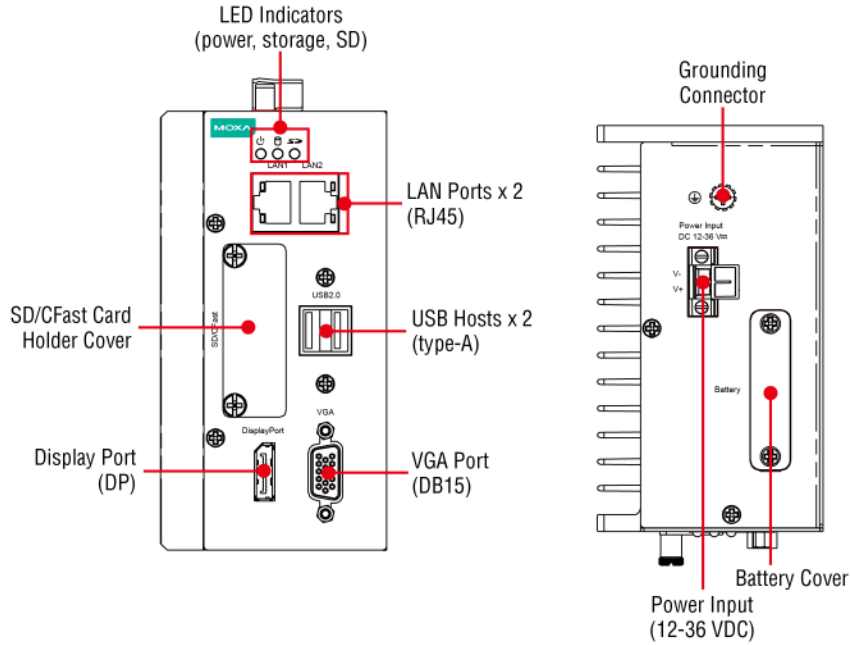 LED Indicators
(power, storage, SD)
MOXA
LAN1 LAN2
LAN Ports x 2
(RJ45)
USB2.0
SD/CFast Card
Holder Cover
SD/CFast
USB Hosts x 2
(type-A)
VGA
DisplayPort
Display Port
(DP)
VGA Port
(DB15)
Grounding
Connector
Power Input
DC 12-36 V
V-
V+
Battery
Battery Cover
Power Input
(12-36 VDC)